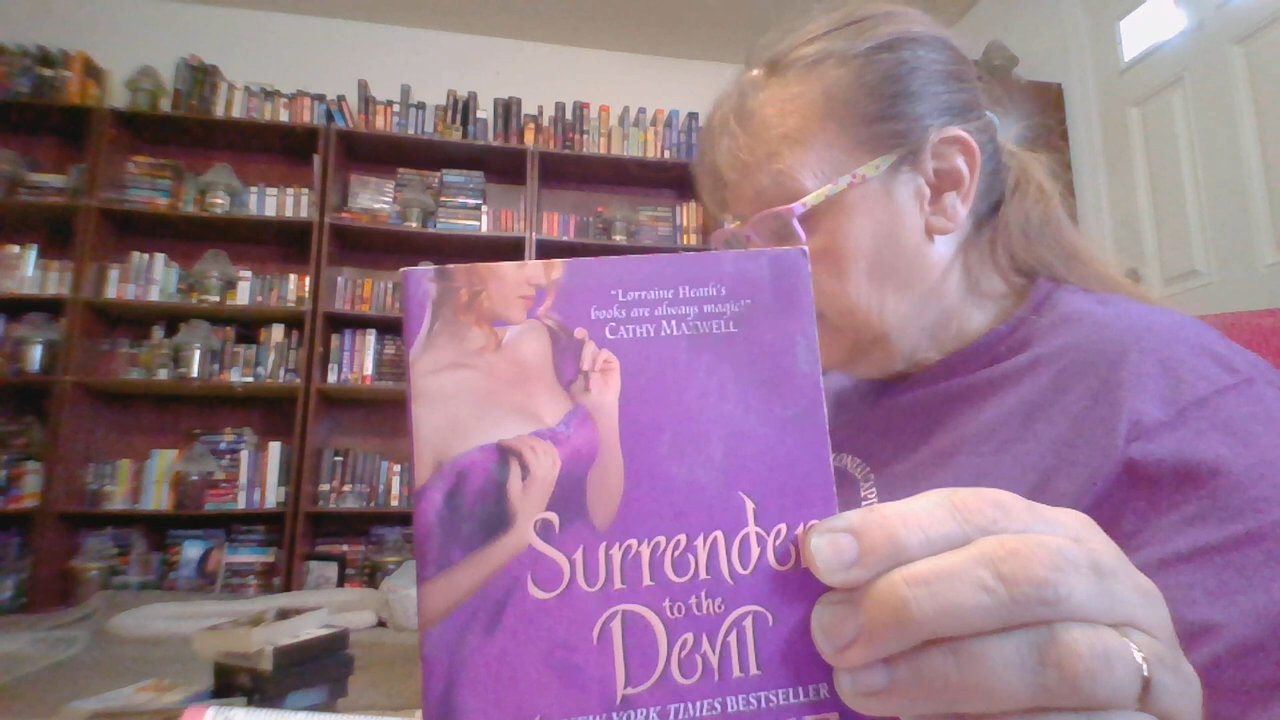 "Lorraine Heath's
books are always magic!"
CATHY MAXWELL
Surrender
to the
Devil
NEW YORK TIMES BESTSELLER